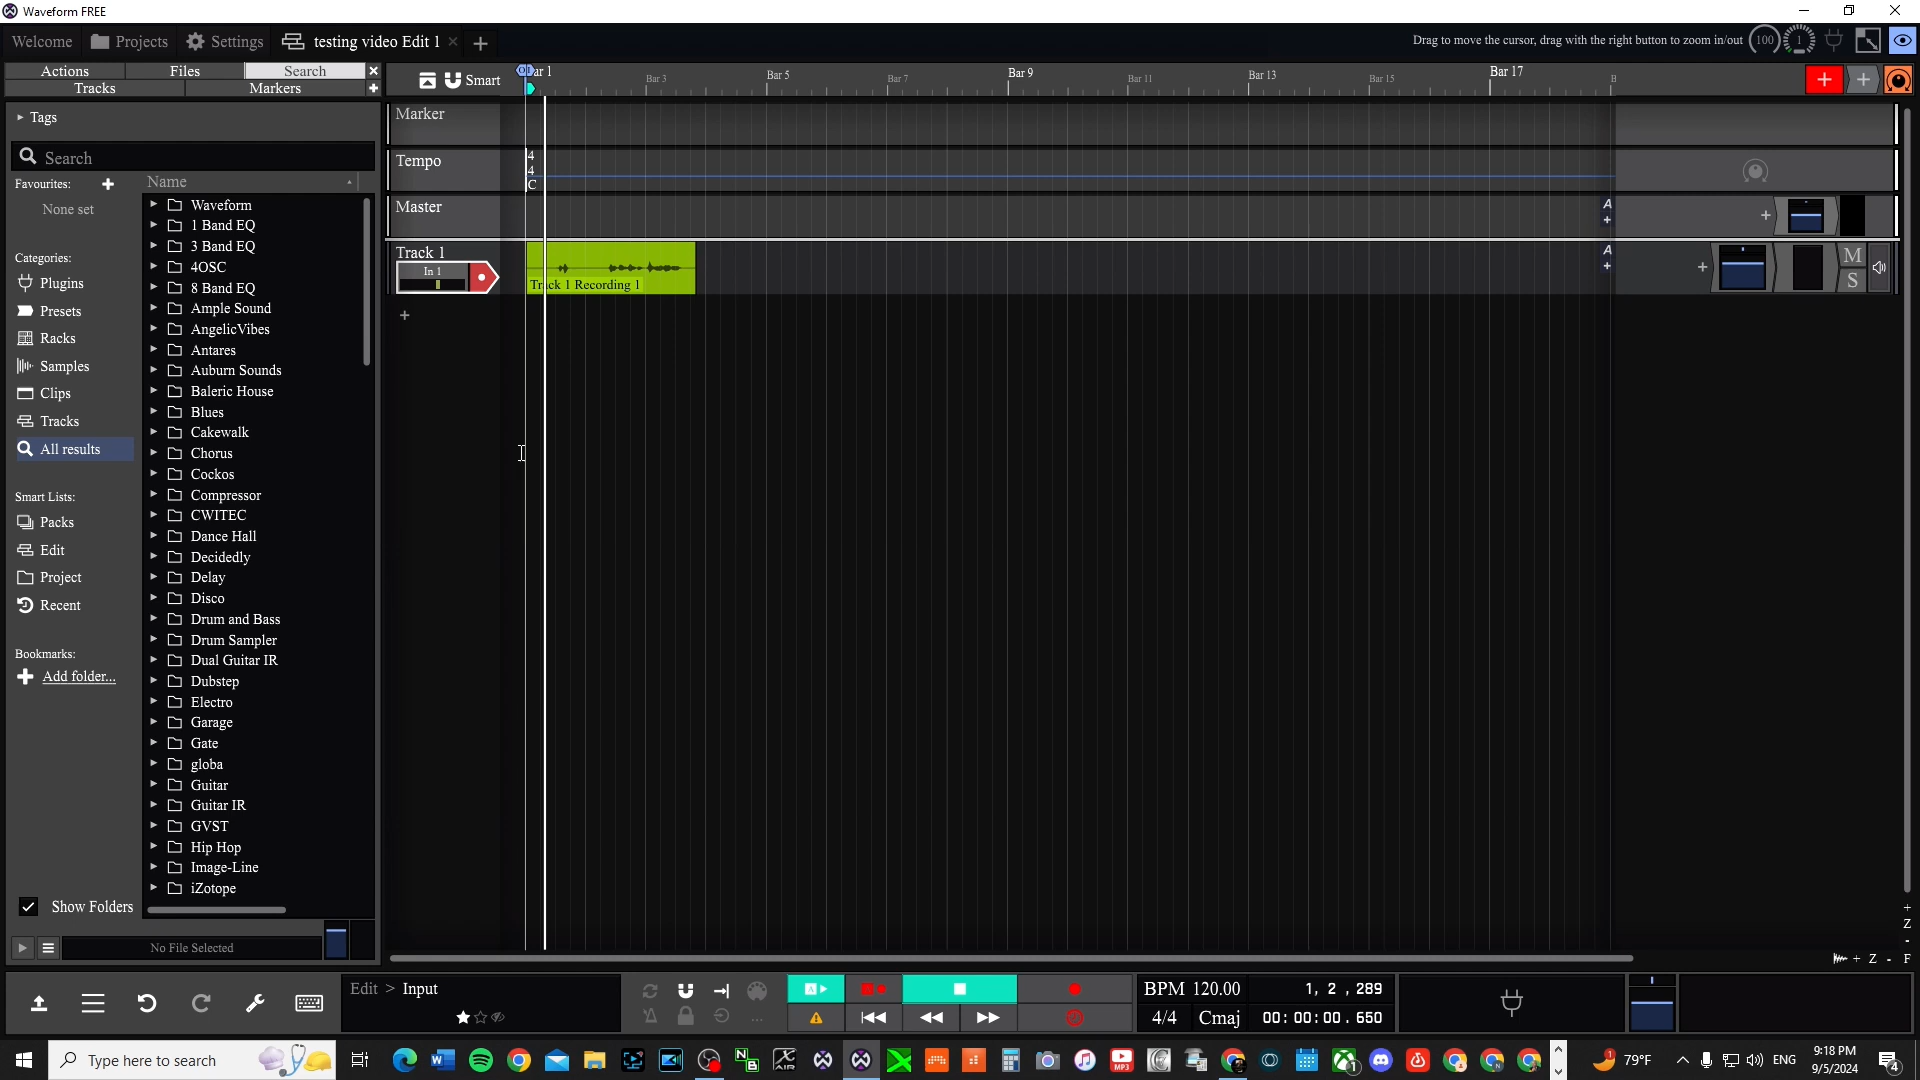 Waveform FREE
Welcome Projects Settings testing video Edit 1
Drag to move the cursor, drag with the right button to zoom in/out 100 1
Actions Files Search
Tracks Markers
Smart
Bar 1 Bar 3 Bar 5 Bar 7 Bar 9 Bar 11 Bar 13 Bar 15 Bar 17 B
Tags
Search
Favourites:
None set
Categories:
Plugins
Presets
Racks
Samples
Clips
Tracks
All results
Smart Lists:
Packs
Edit
Project
Recent
Bookmarks:
Add folder...
Show Folders
No File Selected
Name
Waveform
1 Band EQ
3 Band EQ
4OSC
8 Band EQ
Ample Sound
AngelicVibes
Antares
Auburn Sounds
Baleric House
Blues
Cakewalk
Chorus
Cockos
Compressor
CWITEC
Dance Hall
Decidedly
Delay
Disco
Drum and Bass
Drum Sampler
Dual Guitar IR
Dubstep
Electro
Garage
Gate
globa
Guitar
Guitar IR
GVST
Hip Hop
Image-Line
iZotope
Marker
Tempo
4
4
C
Master
A
Track 1
In 1
Track 1 Recording 1
A
M
S
Z
Z F
Edit > Input
A
A
BPM 120.00
4/4 Cmaj
1, 2 , 289
00:00:00.650
Type here to search
79°F ENG
9:18 PM
9/5/2024
4